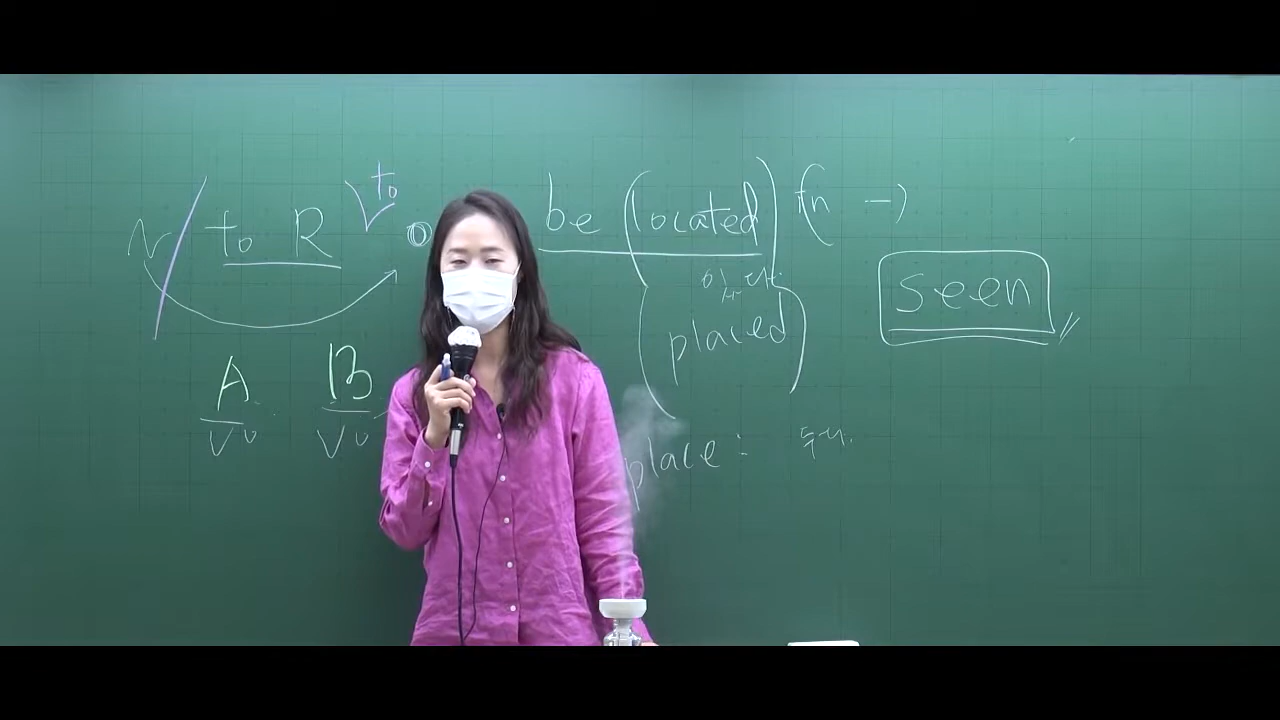 N / to R to be (located) (in –)
있다.
seen
(placed)
A B
place : 두다.